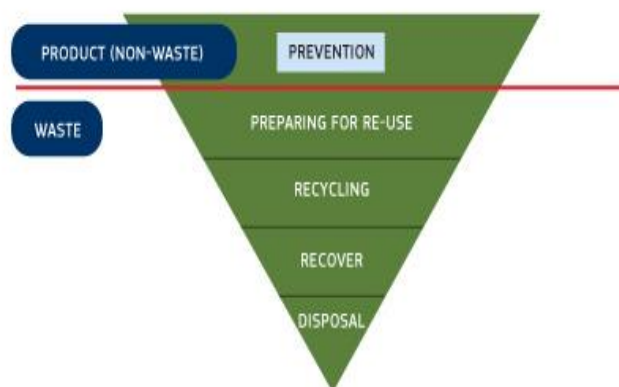 PRODUCT (NON-WASTE)
PREVENTION
WASTE
PREPARING FOR RE-USE
RECYCLING
RECOVER
DISPOSAL